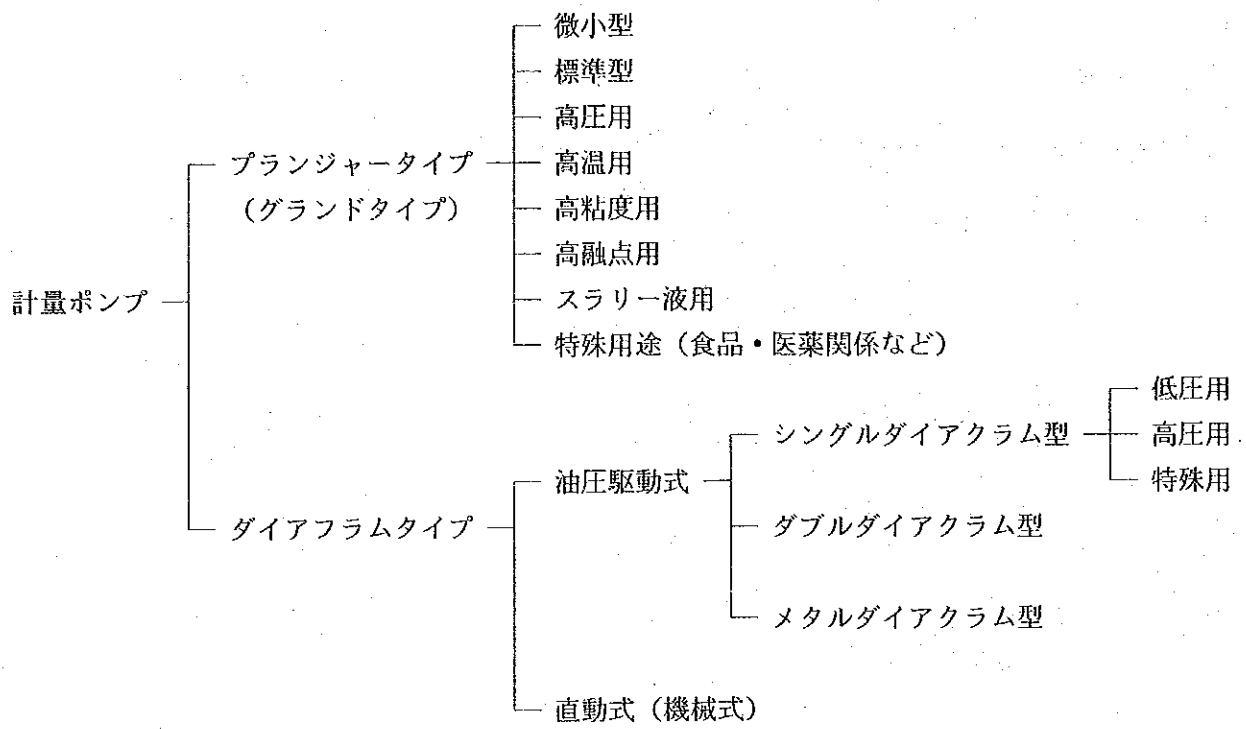 計量ポンプ
プランジャータイプ
(グランドタイプ)
微小型
標準型
高圧用
高温用
高粘度用
高融点用
スラリー液用
特殊用途(食品・医薬関係など)
ダイアフラムタイプ
油圧駆動式
シングルダイアクラム型
低圧用
高圧用
特殊用
ダブルダイアクラム型
メタルダイアクラム型
直動式(機械式)